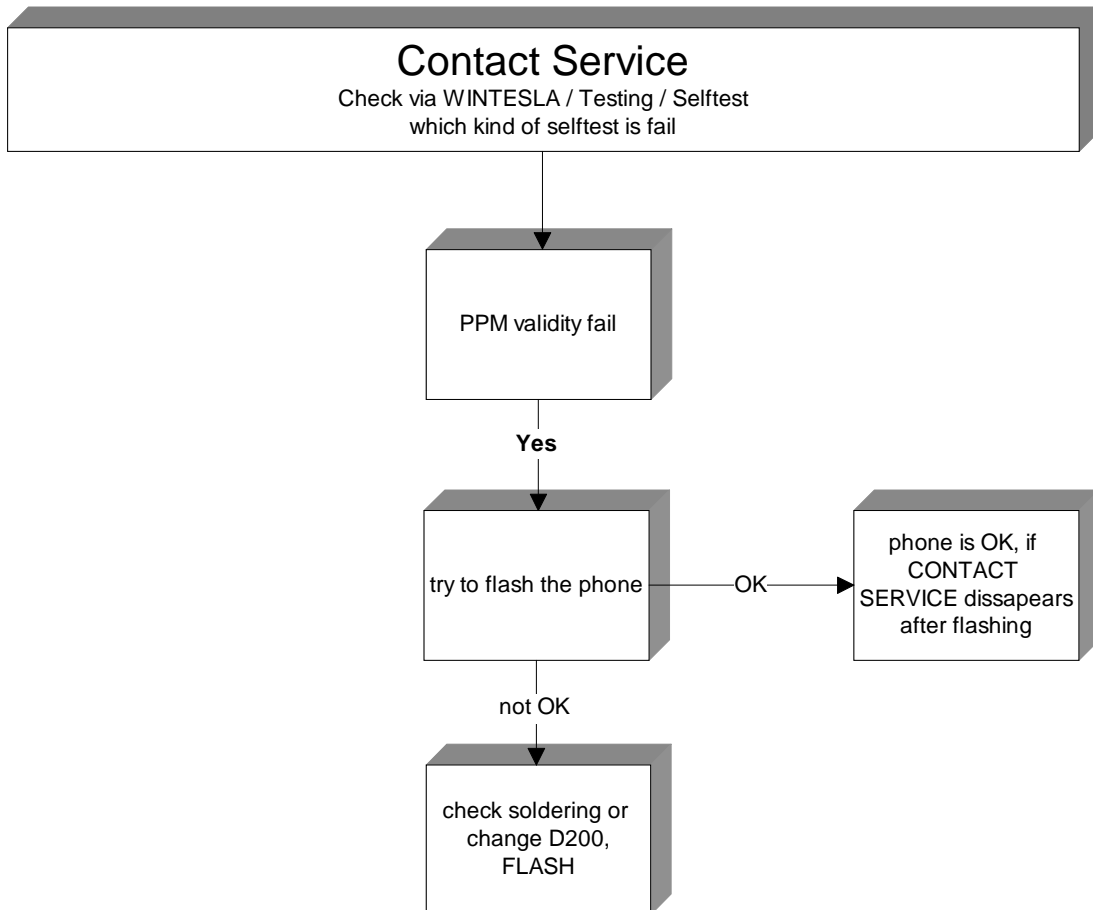 Contact Service
Check via WINTESLA / Testing / Selftest
which kind of selftest is fail
PPM validity fail
Yes
try to flash the phone
OK
phone is OK, if
CONTACT
SERVICE dissapears
after flashing
not OK
check soldering or
change D200,
FLASH